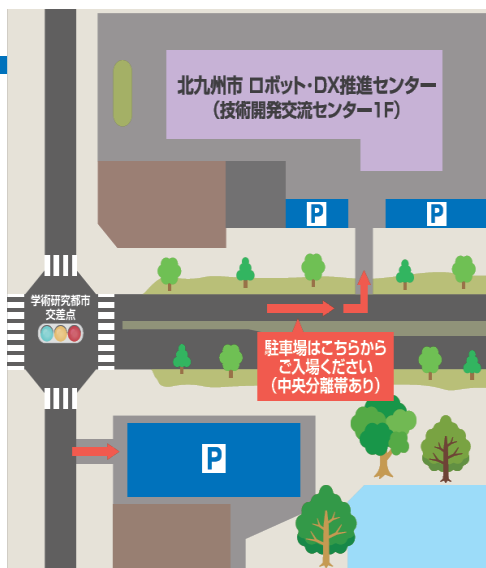 北九州市 ロボット・DX推進センター
（技術開発交流センター1F）
P
P
学術研究都市
交差点
駐車場はこちらから
ご入場ください
（中央分離帯あり）
P